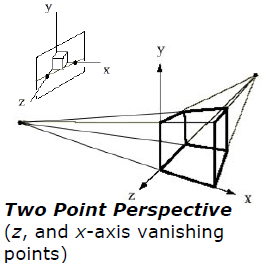 y
x
z
y
z
x
Two Point Perspective
(z, and x-axis vanishing
points)